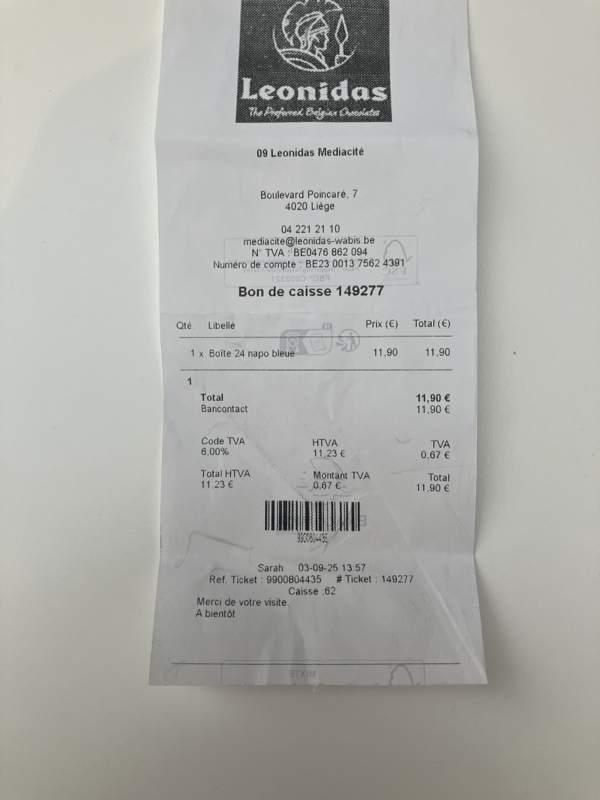 Leonidas
The Preferred Belgian Chocolates
09 Leonidas Mediacité
Boulevard Poincaré, 7
4020 Liège
04 221 21 10
mediacite@leonidas-wabis.be
N° TVA : BE0476 862 094
Numéro de compte : BE23 0013 7562 4391
Bon de caisse 149277
Qté. Libellé Prix (€) Total (€)
1 x Boîte 24 napo bleue 11,90 11,90
1
Total 11,90 €
Bancontact 11,90 €
Code TVA HTVA TVA
6,00% 11,23 € 0,67 €
Total HTVA Montant TVA Total
11,23 € 0,67 € 11,90 €
9900804435
Sarah 03-09-25 13:57
Ref. Ticket : 9900804435 # Ticket : 149277
Caisse :62
Merci de votre visite.
A bientôt